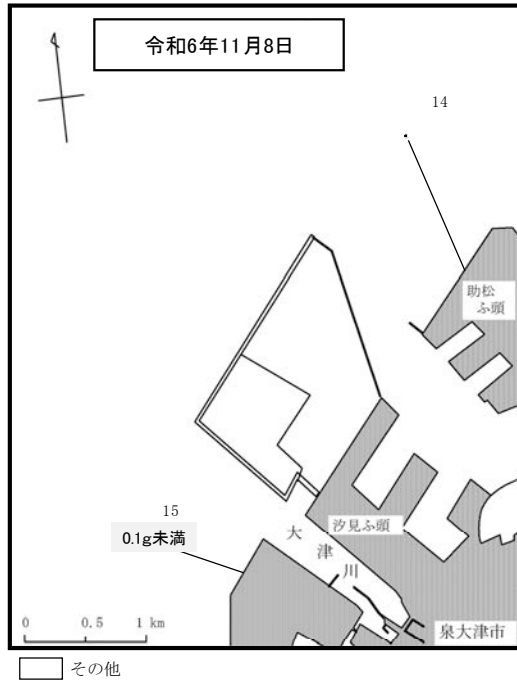 令和6年11月8日
14
助松
ふ頭
15
0.1g未満
大津川
汐見ふ頭
泉大津市
0 0.5 1 km
その他